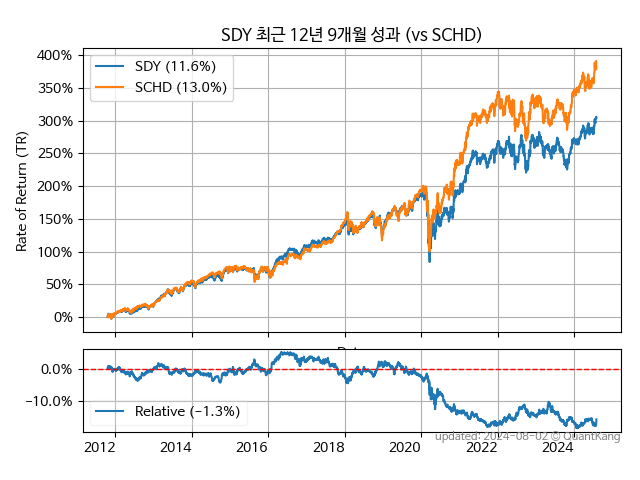 SDY 최근 12년 9개월 성과 (vs SCHD)
Rate of Return (TR)
400%
350%
300%
250%
200%
150%
100%
50%
0%
SDY (11.6%)
SCHD (13.0%)
0.0%
−10.0%
Relative (−1.3%)
2012 2014 2016 2018 2020 2022 2024
updated: 2024-08-02 © QuantKang